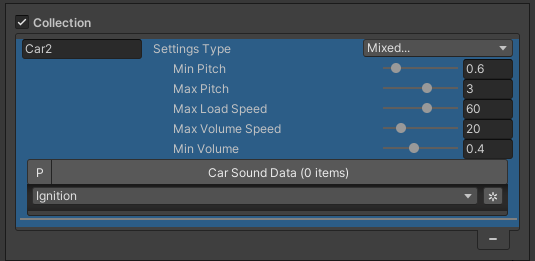 Collection
Car2 Settings Type Mixed...
Min Pitch 0.6
Max Pitch 3
Max Load Speed 60
Max Volume Speed 20
Min Volume 0.4
P Car Sound Data (0 items)
Ignition